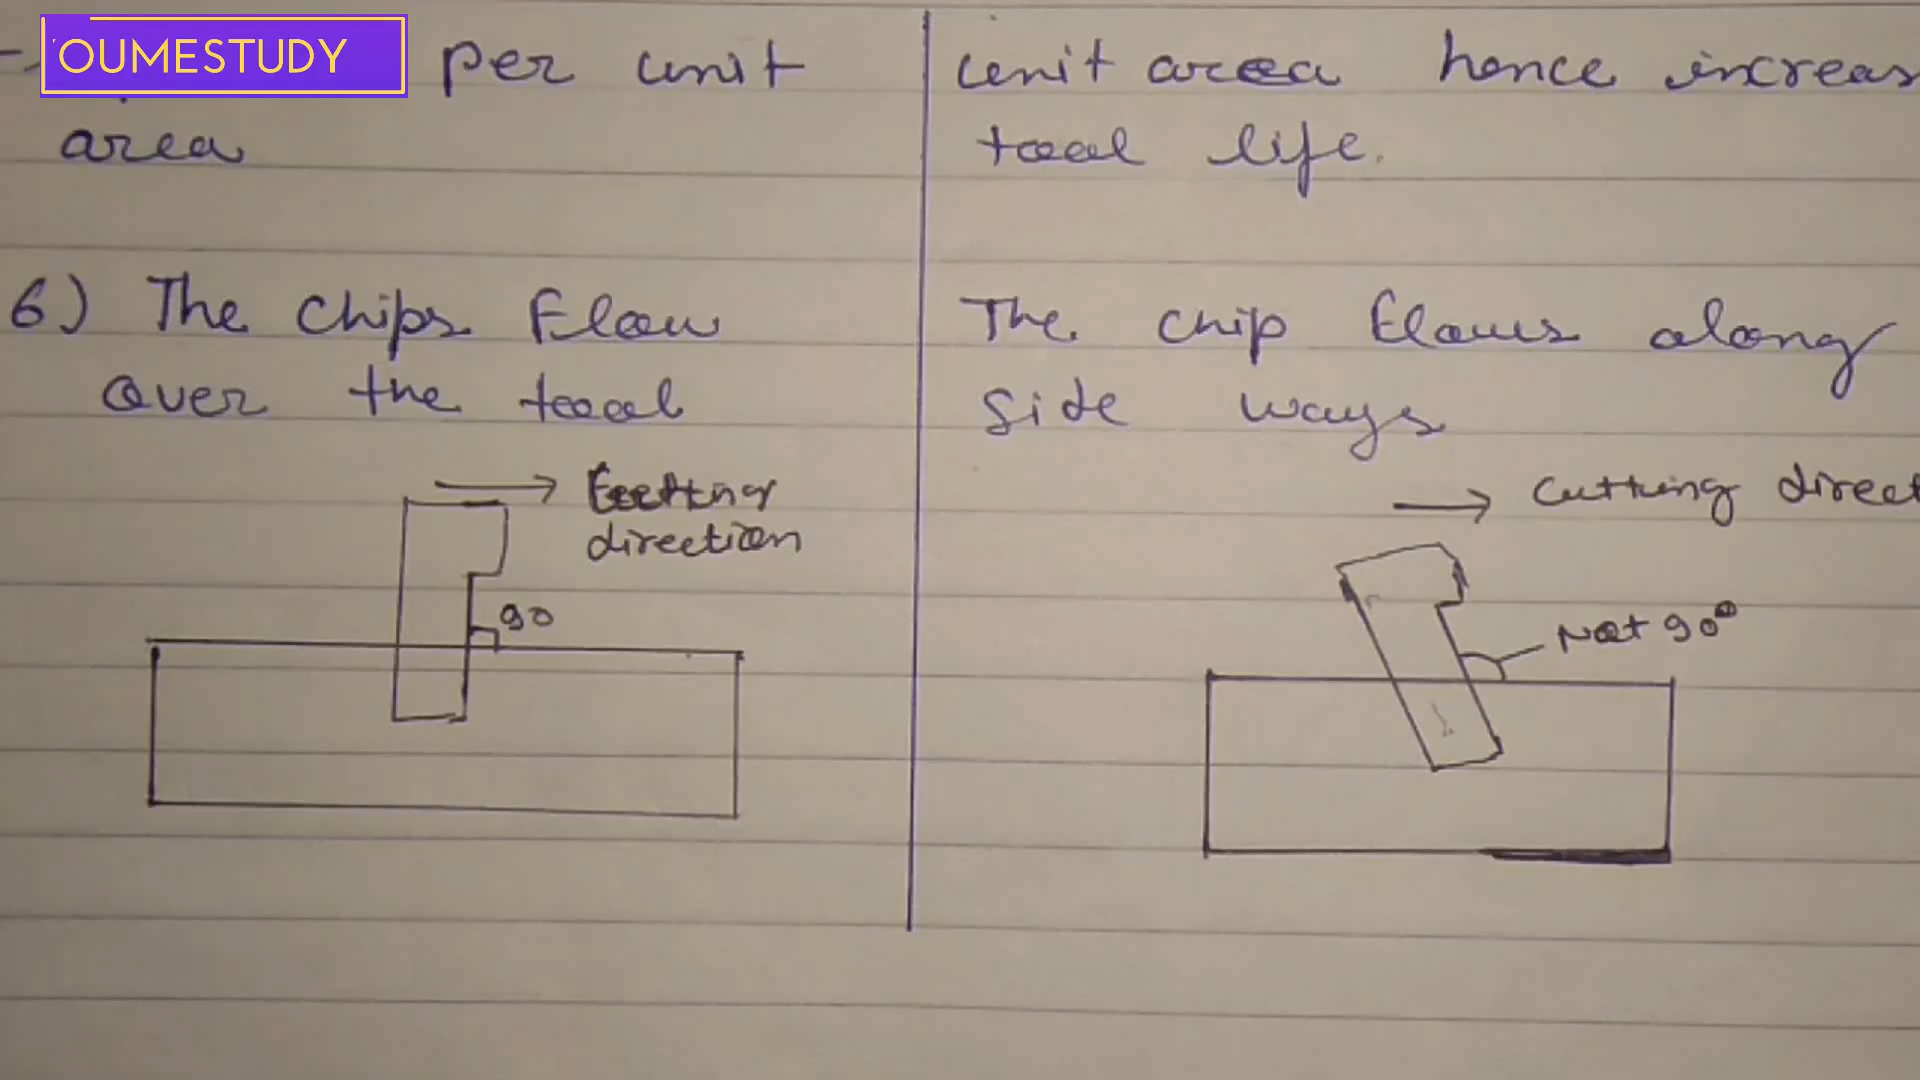 OUMESTUDY
per unit
area
unit area hence increas
tool life.
6) The chips flow
over the tool
The chip flows along
side ways
Cutting
direction
90
Cutting direct
Not 90°